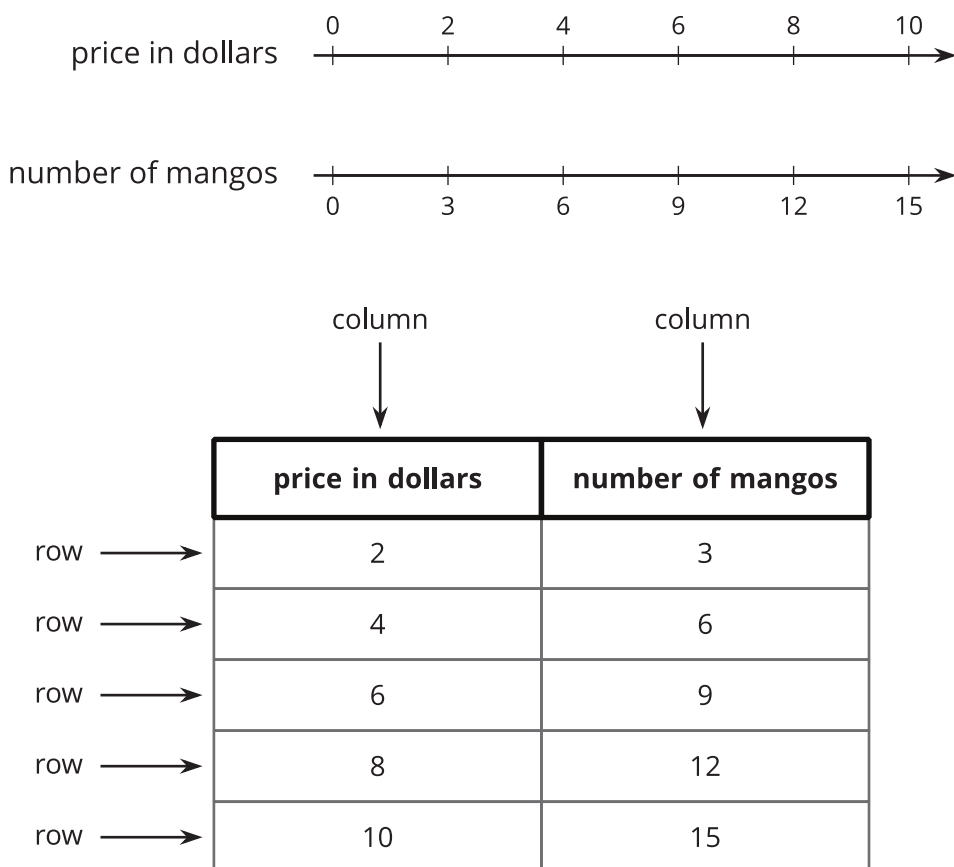 0 2 4 6 8 10
price in dollars
number of mangos
0 3 6 9 12 15
column column
price in dollars number of mangos
row 2 3
row 4 6
row 6 9
row 8 12
row 10 15